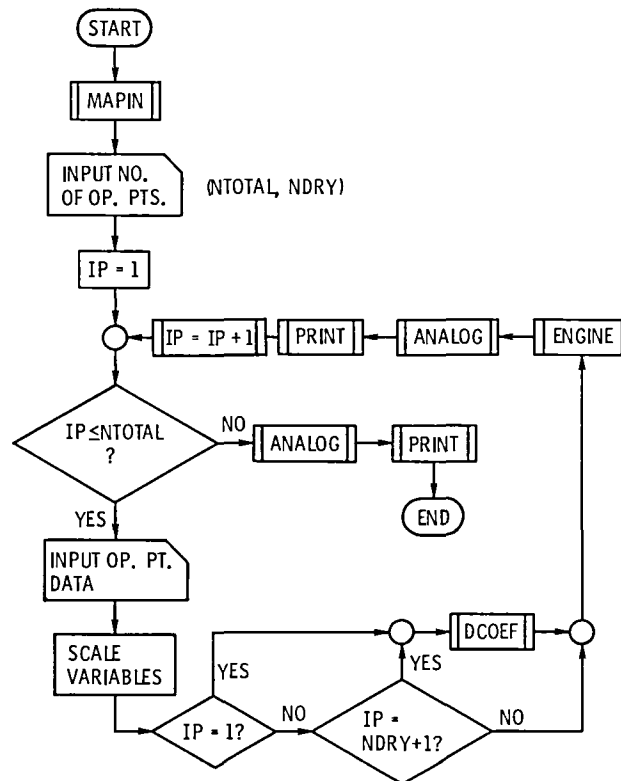 START
MAPIN
INPUT NO.
OF OP. PTS.
(NTOTAL, NDRY)
IP = 1
IP = IP + 1
PRINT
ANALOG
ENGINE
IP ≤ NTOTAL
?
NO
ANALOG
PRINT
END
YES
INPUT OP. PT.
DATA
SCALE
VARIABLES
YES
IP = 1?
NO
YES
DCOEF
IP =
NDRY+1?
NO